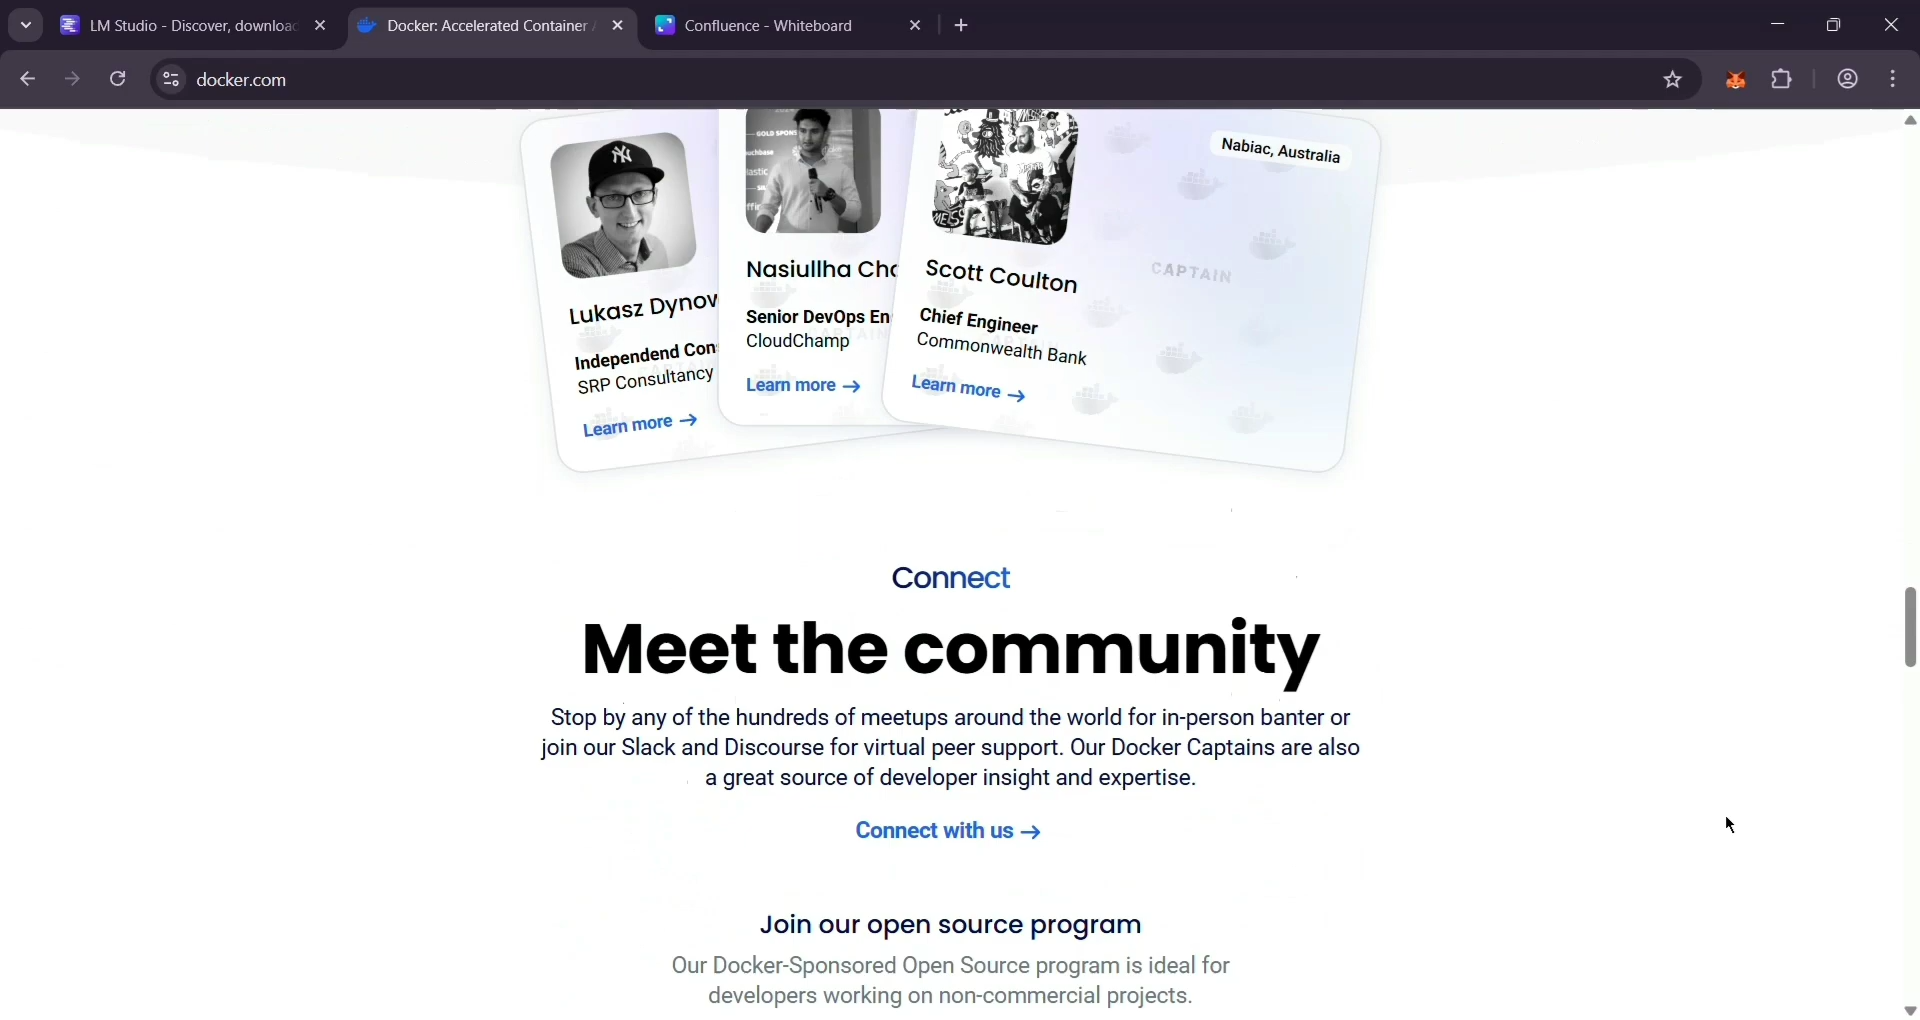 LM Studio - Discover, downloa
Docker: Accelerated Container
Confluence - Whiteboard
docker.com
GOLD SPONS
Nabiac, Australia
Lukasz Dynow
Independend Con
SRP Consultancy
Learn more →
Nasiullha Cha
Senior DevOps En
CloudChamp
Learn more →
Scott Coulton
Chief Engineer
Commonwealth Bank
Learn more →
CAPTAIN
Connect
Meet the community
Stop by any of the hundreds of meetups around the world for in-person banter or
join our Slack and Discourse for virtual peer support. Our Docker Captains are also
a great source of developer insight and expertise.
Connect with us →
Join our open source program
Our Docker-Sponsored Open Source program is ideal for
developers working on non-commercial projects.